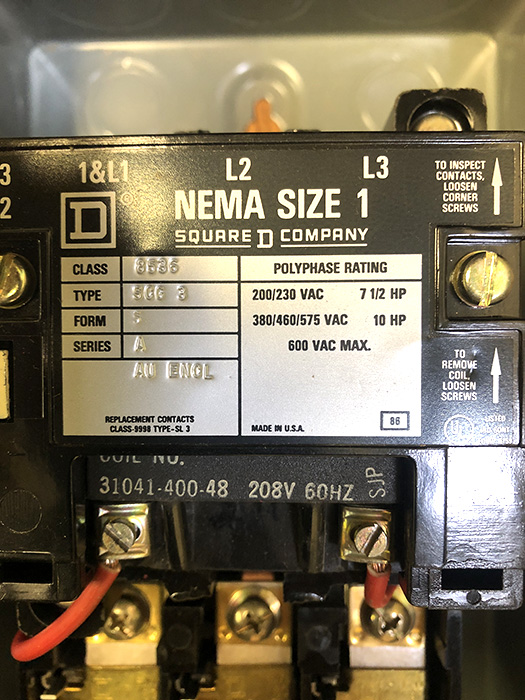 3
2
1&L1
L2
L3
TO INSPECT
CONTACTS,
LOOSEN
CORNER
SCREWS
D ®
NEMA SIZE 1
SQUARE D COMPANY
CLASS 8536
TYPE
FORM
SERIES A
POLYPHASE RATING
200/230 VAC 7 1/2 HP
380/460/575 VAC 10 HP
600 VAC MAX.
REPLACEMENT CONTACTS
CLASS-9998 TYPE-SL 3
MADE IN U.S.A.
86
TO
REMOVE
COIL,
LOOSEN
SCREWS
LISTED
COIL NO.
31041-400-48 208V 60HZ
SJP